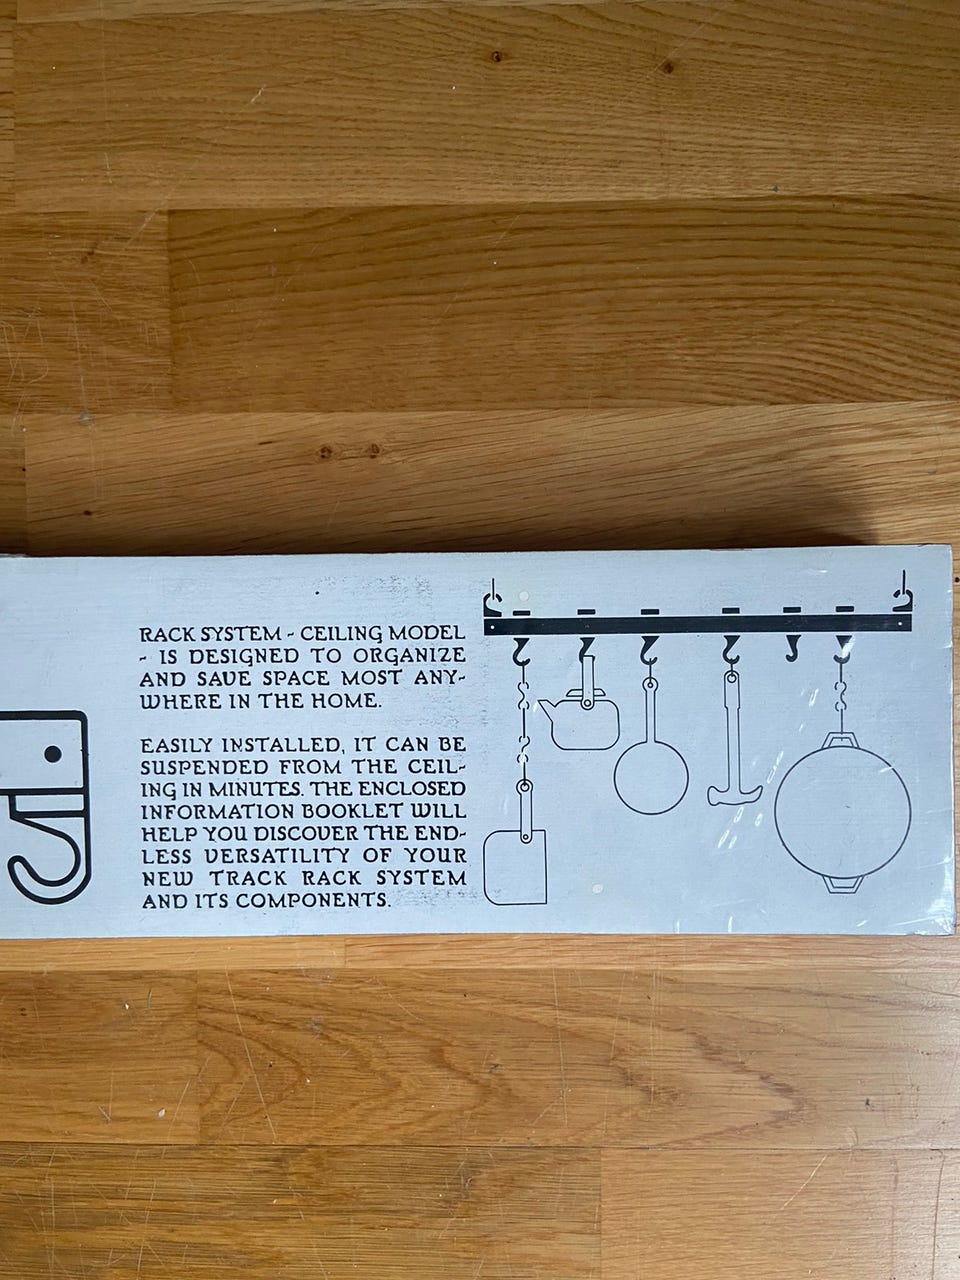 RACK SYSTEM - CEILING MODEL
- IS DESIGNED TO ORGANIZE
AND SAVE SPACE MOST ANY-
WHERE IN THE HOME.
EASILY INSTALLED, IT CAN BE
SUSPENDED FROM THE CEIL-
ING IN MINUTES. THE ENCLOSED
INFORMATION BOOKLET WILL
HELP YOU DISCOVER THE END-
LESS VERSATILITY OF YOUR
NEW TRACK RACK SYSTEM
AND ITS COMPONENTS.